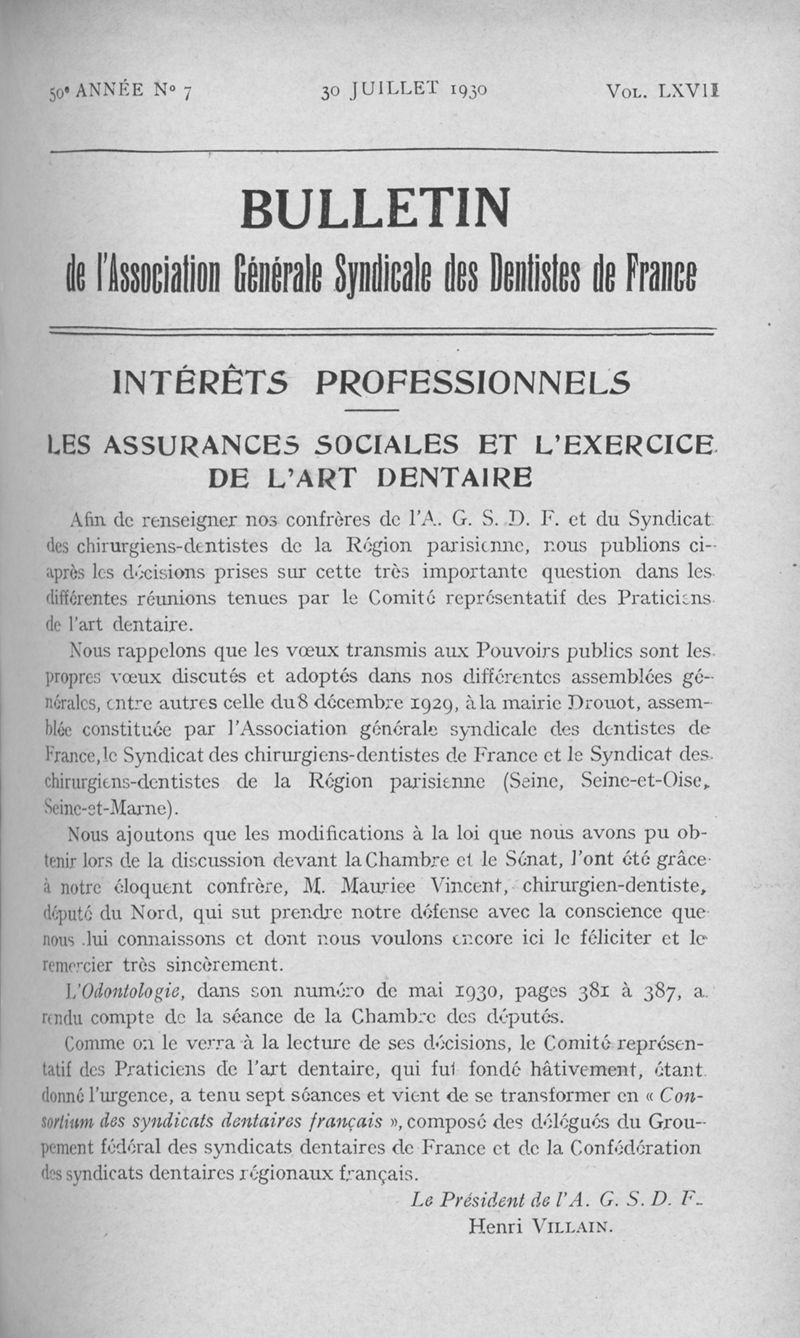 50e ANNÉE No 7 30 JUILLET 1930 VOL. LXVII
BULLETIN
de l'Association Générale Syndicale des Dentistes de France
INTÉRÊTS PROFESSIONNELS
LES ASSURANCES SOCIALES ET L'EXERCICE
DE L'ART DENTAIRE
Afin de renseigner nos confrères de l'A. G. S. D. F. et du Syndicat
des chirurgiens-dentistes de la Région parisienne, nous publions ci-
après les décisions prises sur cette très importante question dans les
différentes réunions tenues par le Comité représentatif des Praticiens
de l'art dentaire.
Nous rappelons que les vœux transmis aux Pouvoirs publics sont les
propres vœux discutés et adoptés dans nos différentes assemblées gé-
nérales, entre autres celle du8 décembre 1929, àla mairie Drouot, assem-
blée constituée par l'Association générale syndicale des dentistes de
France, le Syndicat des chirurgiens-dentistes de France et le Syndicat des
chirurgiens-dentistes de la Région parisienne (Seine, Seine-et-Oise,
Seine-et-Marne).
Nous ajoutons que les modifications à la loi que nous avons pu ob-
tenir lors de la discussion devant la Chambre et le Sénat, l'ont été grâce
à notre éloquent confrère, M. Maurice Vincent, chirurgien-dentiste,
député du Nord, qui sut prendre notre défense avec la conscience que
nous lui connaissons et dont nous voulons encore ici le féliciter et le
remercier très sincèrement.
L'Odontologie, dans son numéro de mai 1930, pages 381 à 387, a
rendu compte de la séance de la Chambre des députés.
Comme on le verra à la lecture de ses décisions, le Comité représen-
tatif des Praticiens de l'art dentaire, qui fut fondé hâtivement, étant
donné l'urgence, a tenu sept séances et vient de se transformer en « Con-
sortium des syndicats dentaires français », composé des délégués du Grou-
pement fédéral des syndicats dentaires de France et de la Confédération
des syndicats dentaires régionaux français.
Le Président de l'A. G. S. D. F.
Henri VILLAIN.